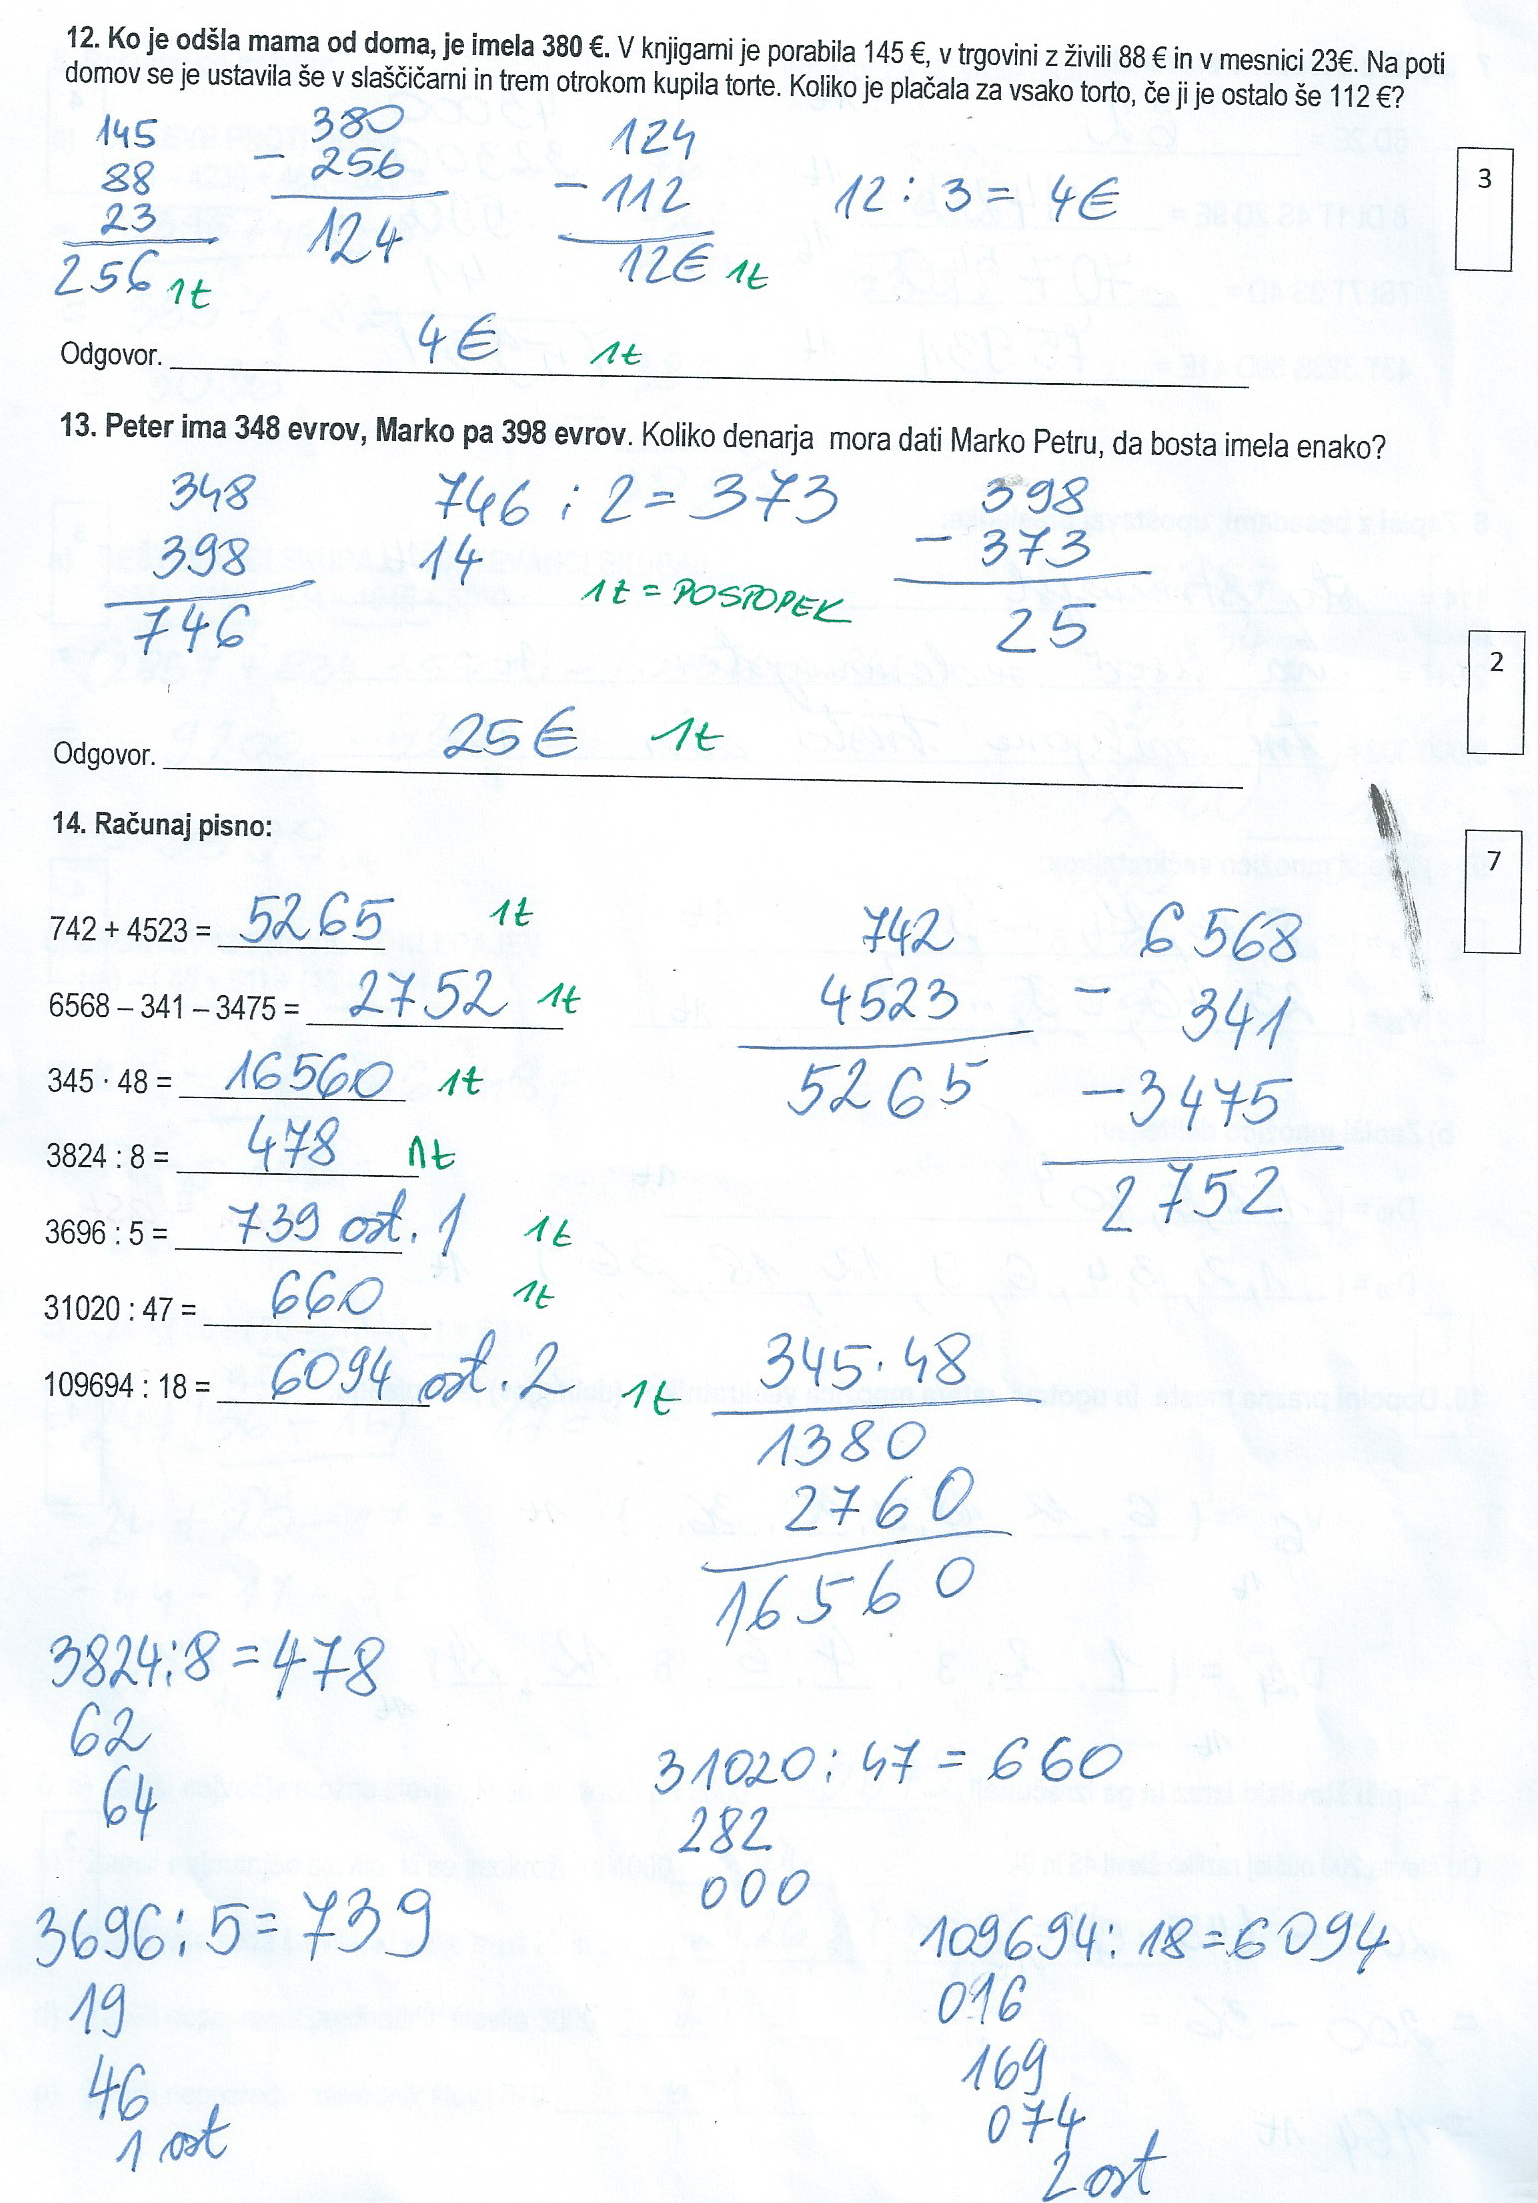 12. Ko je odšla mama od doma, je imela 380 €. V knjigarni je porabila 145 €, v trgovini z živili 88 € in v mesnici 23€. Na poti
domov se je ustavila še v slaščičarni in trem otrokom kupila torte. Koliko je plačala za vsako torto, če ji je ostalo še 112 €?
145
88
23
256 1t
380
- 256
124
124
- 112
12€ 1t
12 : 3 = 4€
3
Odgovor. 4€ 1t
13. Peter ima 348 evrov, Marko pa 398 evrov. Koliko denarja mora dati Marko Petru, da bosta imela enako?
348
398
746
746 : 2 = 373
14
1t = POSTOPEK
398
- 373
25
2
Odgovor. 25€ 1t
14. Računaj pisno:
7
742 + 4523 = 5265 1t
6568 – 341 – 3475 = 2752 1t
345 · 48 = 16560 1t
3824 : 8 = 478 1t
3696 : 5 = 739 ost. 1 1t
31020 : 47 = 660 1t
109694 : 18 = 6094 ost. 2 1t
742
4523
5265
6568
- 341
- 3475
2752
345 · 48
1380
2760
16560
3824 : 8 = 478
62
64
31020 : 47 = 660
282
000
3696 : 5 = 739
19
46
1 ost
109694 : 18 = 6094
016
169
074
2 ost